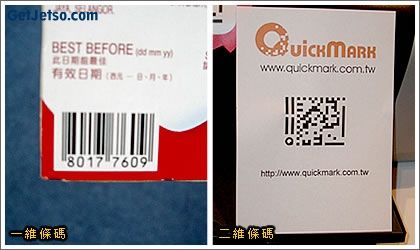 GetJetso.com
JAYA, SELANGOR
BEST BEFORE (dd mm yy)
此日期前最佳
有效日期 (西元 - 日、月、年)
8017 7609
一維條碼
QuickMark
www.quickmark.com.tw
http://www.quickmark.com.tw
二維條碼